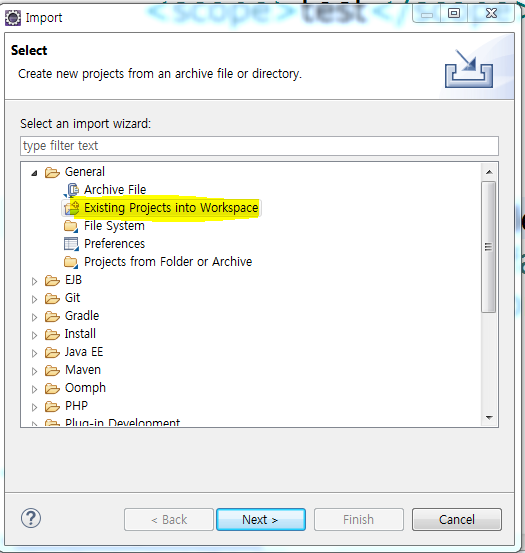 <scope>test</scope>
Import
Select
Create new projects from an archive file or directory.
Select an import wizard:
type filter text
General
Archive File
Existing Projects into Workspace
File System
Preferences
Projects from Folder or Archive
EJB
Git
Gradle
Install
Java EE
Maven
Oomph
PHP
Plug-in Development
< Back
Next >
Finish
Cancel